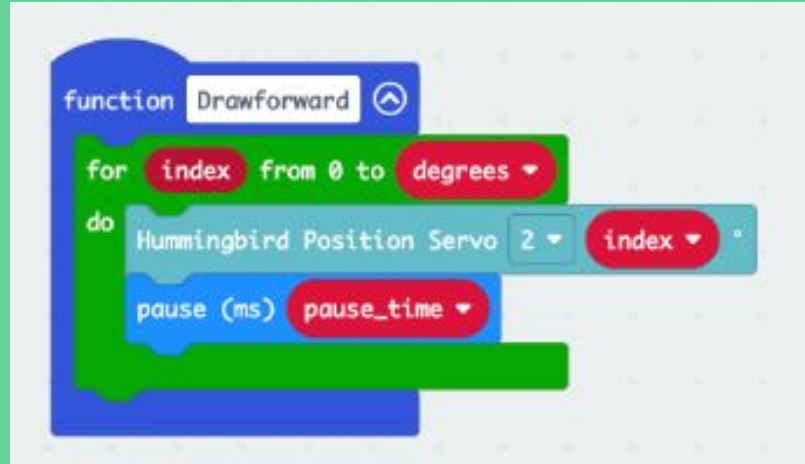 function Drawforward
for index from 0 to degrees
do
Hummingbird Position Servo 2 index °
pause (ms) pause_time